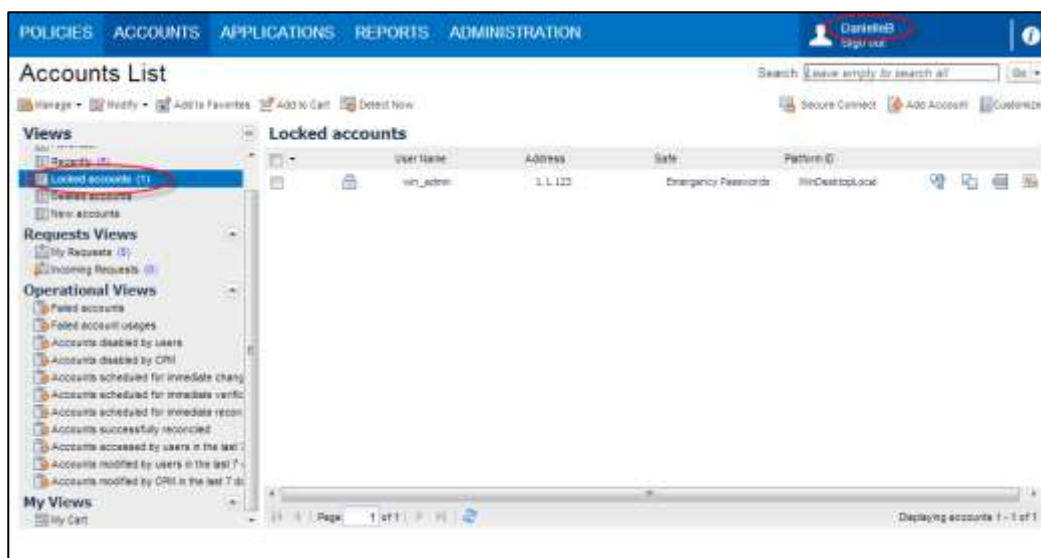 POLICIES ACCOUNTS APPLICATIONS REPORTS ADMINISTRATION
DanielleB
Sign out
Accounts List
Search: Leave empty to search all Go
Manage Modify Add to Favorites Add to Cart Detect Now
Secure Connect Add Account Customize
Views
Recently (5)
Locked accounts (1)
Deleted accounts
New accounts
Requests Views
My Requests (0)
Incoming Requests (0)
Operational Views
Failed accounts
Failed account usages
Accounts disabled by users
Accounts disabled by CPM
Accounts scheduled for immediate chang
Accounts scheduled for immediate verific
Accounts scheduled for immediate recon
Accounts successfully reconciled
Accounts accessed by users in the last
Accounts modified by users in the last 7
Accounts modified by CPM in the last 7 da
My Views
My Cart
Locked accounts
User Name Address Safe Platform ID
win_admin 1.1.123 Emergency Passwords WinDesktopLocal
Page 1 of 1
Displaying accounts 1 - 1 of 1